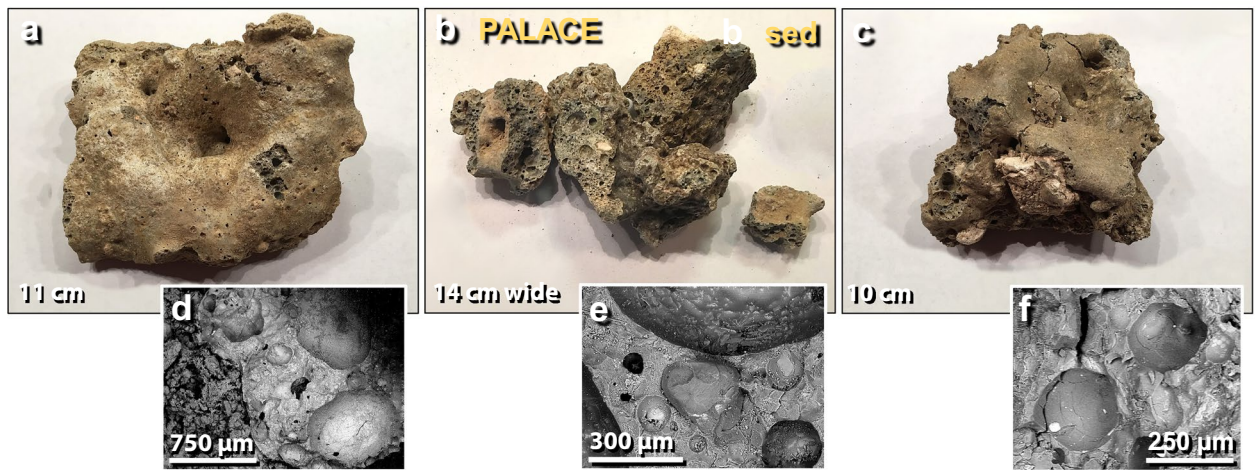 a
b PALACE b sed
c
11 cm
14 cm wide
10 cm
d
e
f
750 µm
300 µm
250 µm